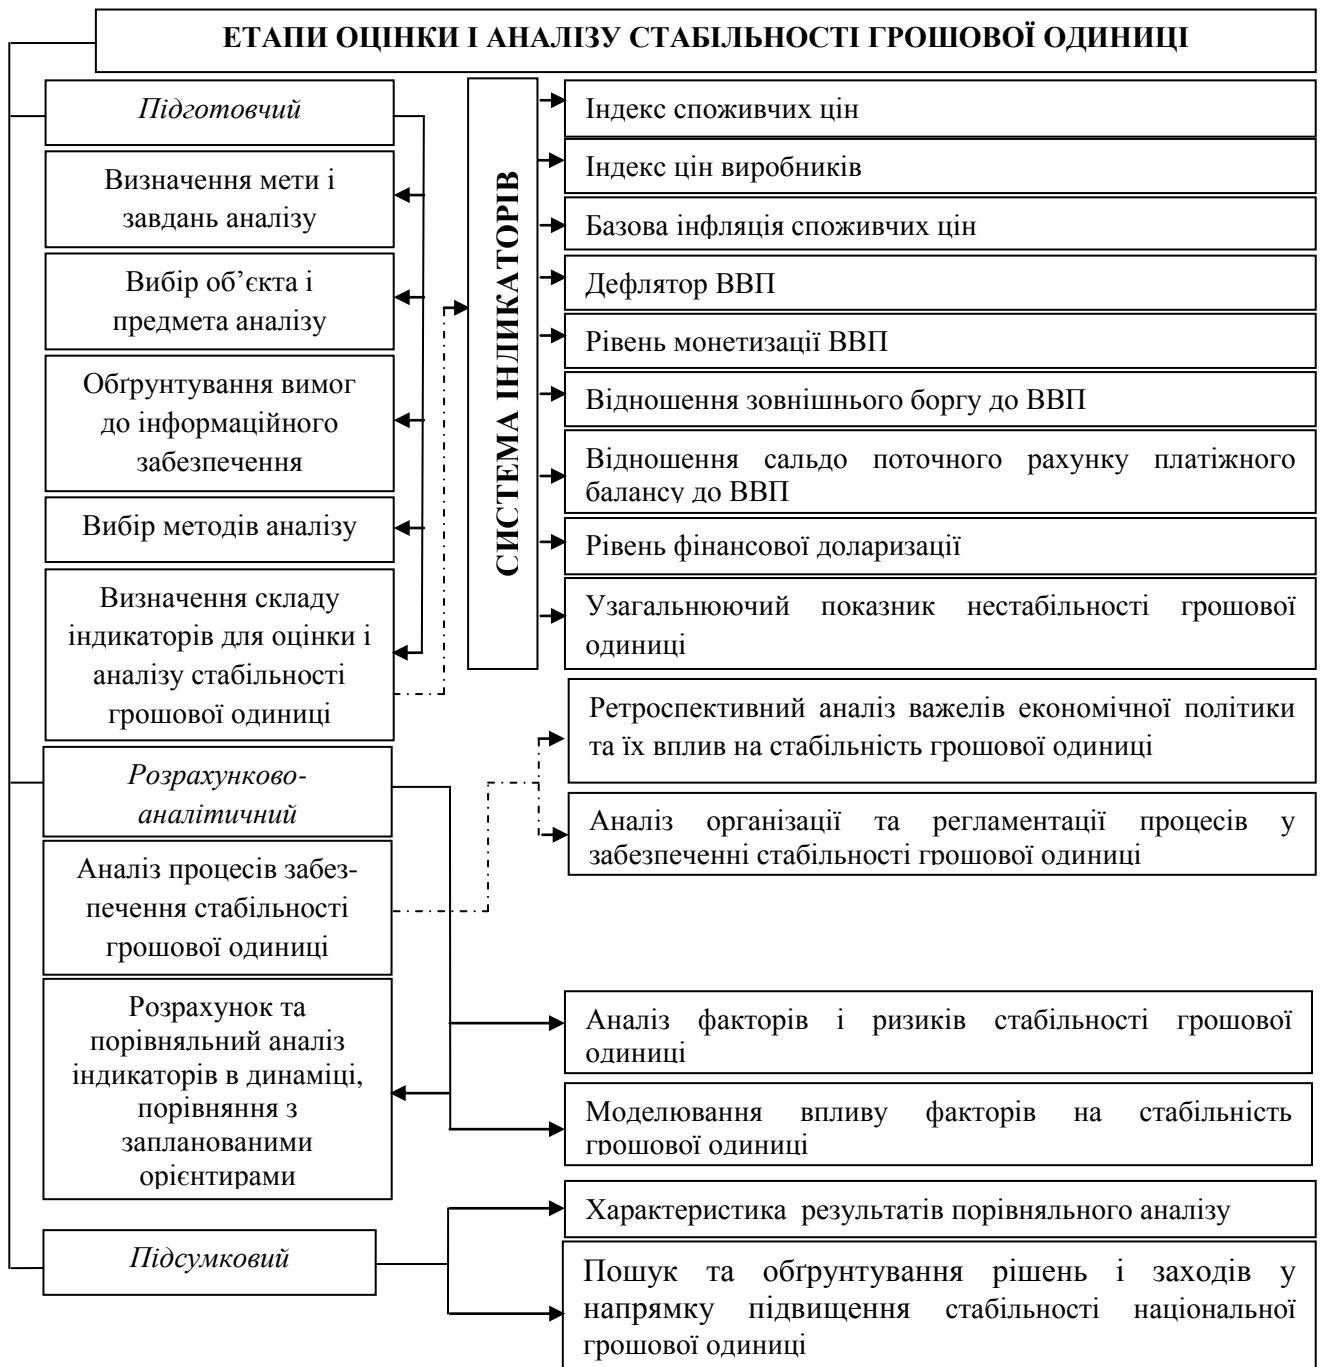 ЕТАПИ ОЦІНКИ І АНАЛІЗУ СТАБІЛЬНОСТІ ГРОШОВОЇ ОДИНИЦІ
Підготовчий
Визначення мети і
завдань аналізу
Вибір об’єкта і
предмета аналізу
Обґрунтування вимог
до інформаційного
забезпечення
Вибір методів аналізу
Визначення складу
індикаторів для оцінки і
аналізу стабільності
грошової одиниці
СИСТЕМА ІНДИКАТОРІВ
Індекс споживчих цін
Індекс цін виробників
Базова інфляція споживчих цін
Дефлятор ВВП
Рівень монетизації ВВП
Відношення зовнішнього боргу до ВВП
Відношення сальдо поточного рахунку платіжного
балансу до ВВП
Рівень фінансової доларизації
Узагальнюючий показник нестабільності грошової
одиниці
Розрахунково-
аналітичний
Аналіз процесів забез-
печення стабільності
грошової одиниці
Ретроспективний аналіз важелів економічної політики
та їх вплив на стабільність грошової одиниці
Аналіз організації та регламентації процесів у
забезпеченні стабільності грошової одиниці
Розрахунок та
порівняльний аналіз
індикаторів в динаміці,
порівняння з
запланованими
орієнтирами
Аналіз факторів і ризиків стабільності грошової
одиниці
Моделювання впливу факторів на стабільність
грошової одиниці
Підсумковий
Характеристика результатів порівняльного аналізу
Пошук та обґрунтування рішень і заходів у
напрямку підвищення стабільності національної
грошової одиниці